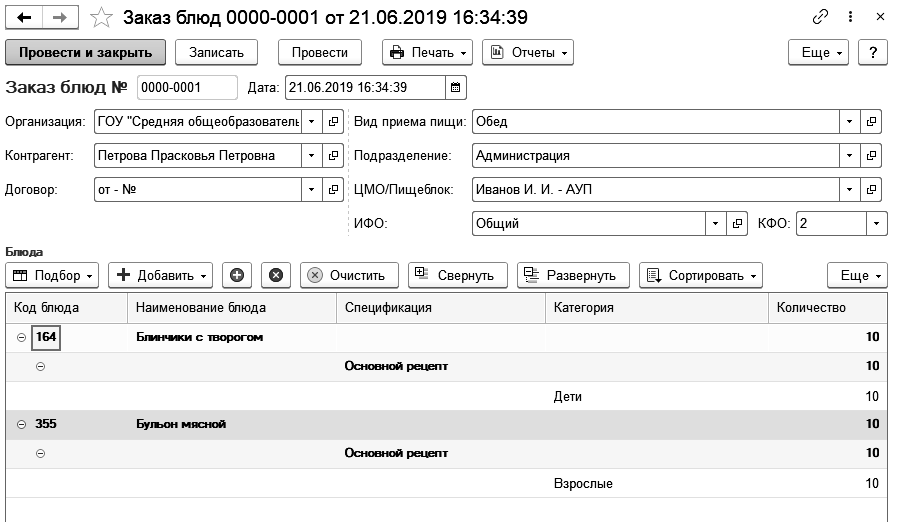 Заказ блюд 0000-0001 от 21.06.2019 16:34:39
Провести и закрыть Записать Провести Печать Отчеты Еще ?
Заказ блюд № 0000-0001 Дата: 21.06.2019 16:34:39
Организация: ГОУ "Средняя общеобразователь Вид приема пищи: Обед
Контрагент: Петрова Прасковья Петровна Подразделение: Администрация
Договор: от - № ЦМО/Пищеблок: Иванов И. И. - АУП
ИФО: Общий КФО: 2
Блюда
Подбор Добавить Очистить Свернуть Развернуть Сортировать Еще
Код блюда Наименование блюда Спецификация Категория Количество
164 Блинчики с творогом 10
Основной рецепт 10
Дети 10
355 Бульон мясной 10
Основной рецепт 10
Взрослые 10